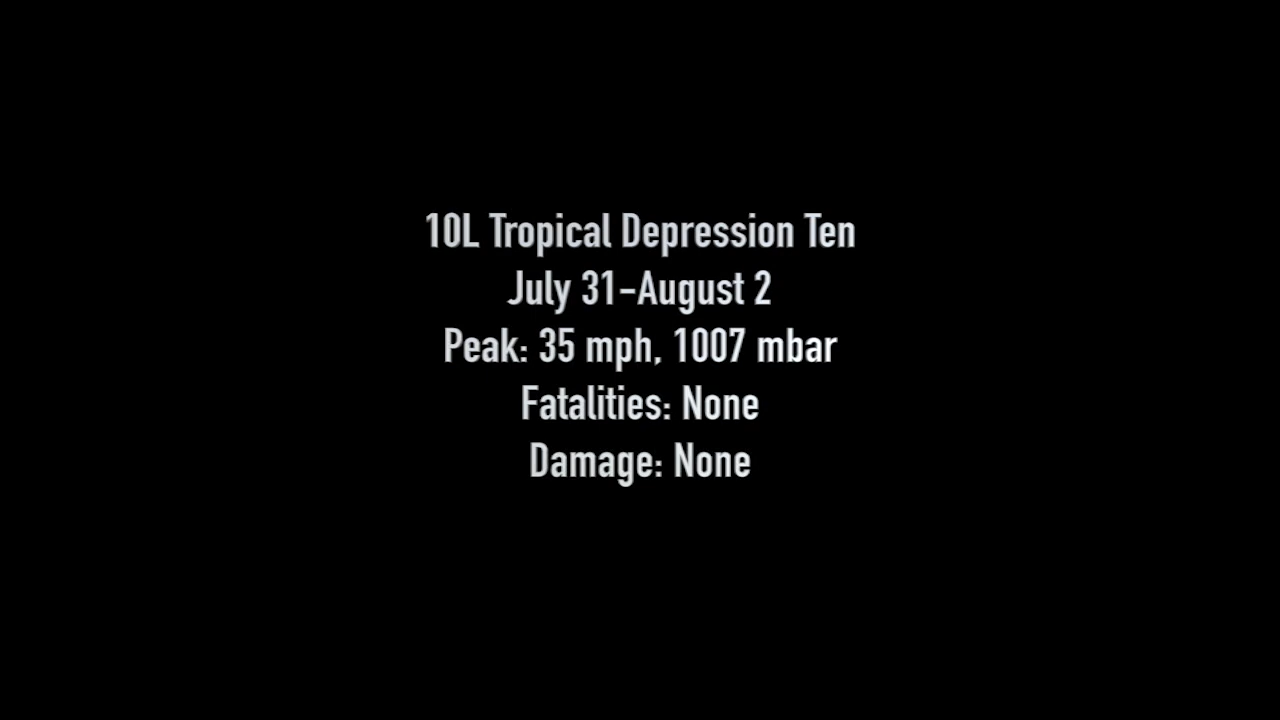 10L Tropical Depression Ten
July 31-August 2
Peak: 35 mph, 1007 mbar
Fatalities: None
Damage: None